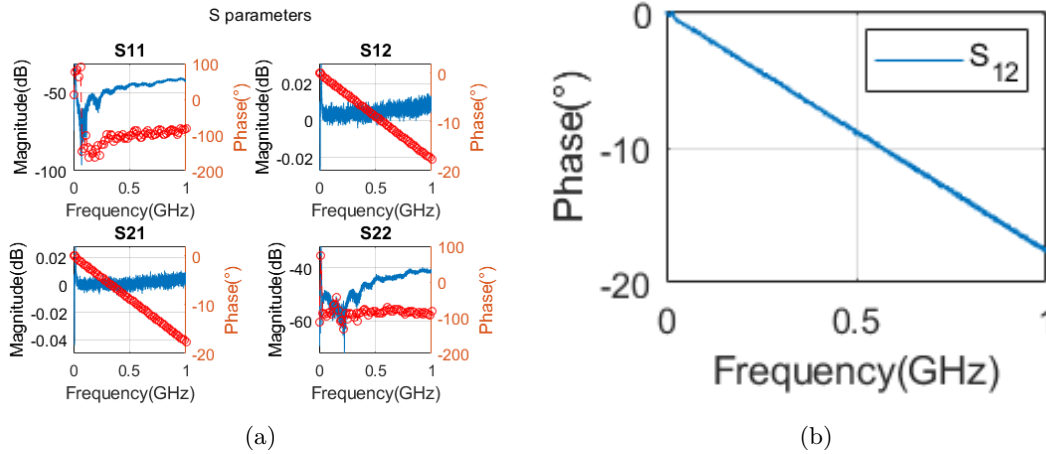 S parameters
S11
Magnitude(dB)
-50
-100
100
0
-100
-200
Phase(°)
0
0.5
1
Frequency(GHz)
S12
Magnitude(dB)
0.02
0
-0.02
0
-10
-20
Phase(°)
0
0.5
1
Frequency(GHz)
S21
Magnitude(dB)
0.02
0
-0.02
-0.04
0
-10
-20
Phase(°)
0
0.5
1
Frequency(GHz)
S22
Magnitude(dB)
-40
-60
100
0
-100
-200
Phase(°)
0
0.5
1
Frequency(GHz)
(a)
0
-10
-20
Phase(°)
S12
0
0.5
1
Frequency(GHz)
(b)